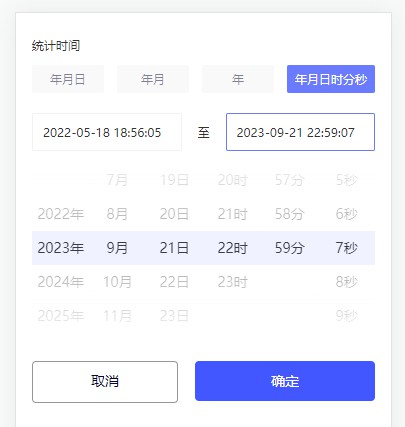 统计时间
年月日 年月 年 年月日时分秒
2022-05-18 18:56:05 至 2023-09-21 22:59:07
7月 19日 20时 57分 5秒
2022年 8月 20日 21时 58分 6秒
2023年 9月 21日 22时 59分 7秒
2024年 10月 22日 23时 8秒
2025年 11月 23日 9秒
取消 确定